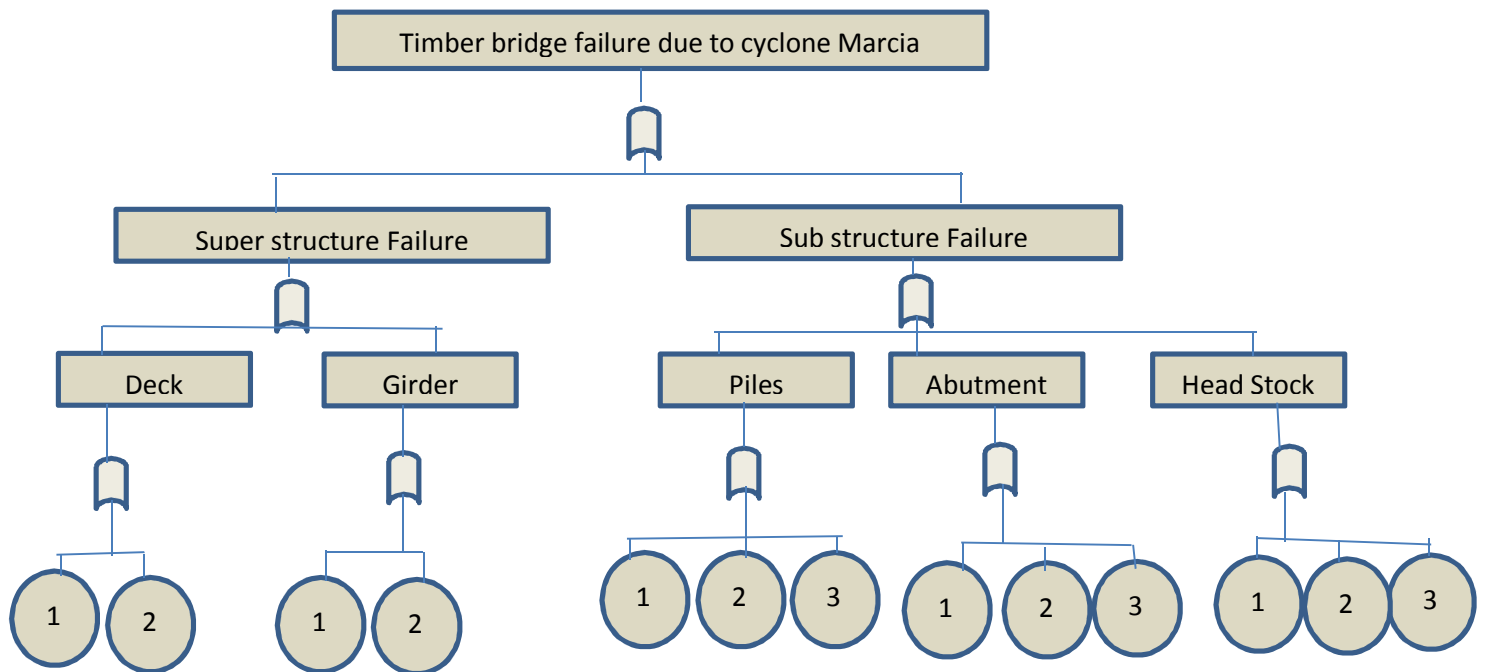 Timber bridge failure due to cyclone Marcia
Super structure Failure
Sub structure Failure
Deck
Girder
Piles
Abutment
Head Stock
1
2
1
2
1
2
3
1
2
3
1
2
3